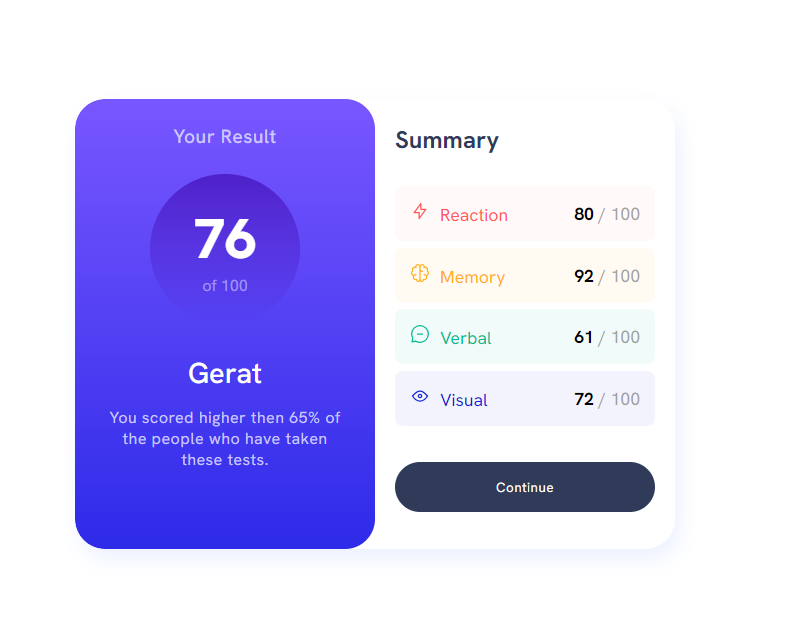 Your Result
76
of 100
Gerat
You scored higher then 65% of
the people who have taken
these tests.
Summary
Reaction 80 / 100
Memory 92 / 100
Verbal 61 / 100
Visual 72 / 100
Continue